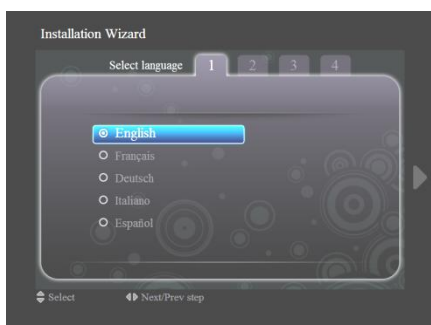 Installation Wizard
Select language 1 2 3 4
English
Français
Deutsch
Italiano
Español
Select Next/Prev step